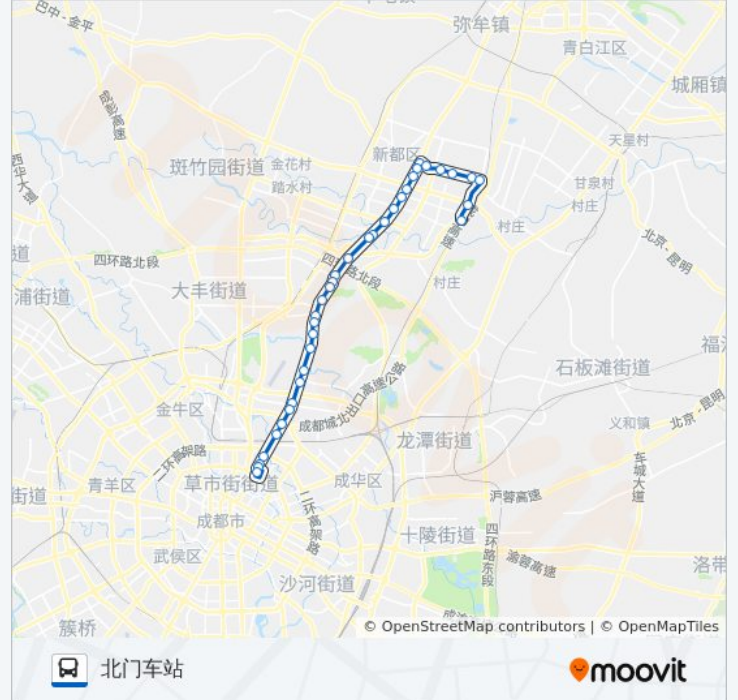 巴中 - 金平
弥牟镇
青白江区
城厢镇
成彭高速
天星村
新都区
斑竹园街道
金花村
踏水村
西华大道
甘泉村
村庄
村庄
高速
道
四环路北段
四 路北段
北京 - 昆明
浦街道
大丰街道
村庄
福
石板滩街道
成都城北出口高速公路
金牛区
北京 - 昆明
义和镇
龙潭街道
二环高架路
车城大道
青羊区
草市街街道
成华区
街道
沪蓉高速
二环高架路
成都市
十陵街道
四环路东段
武侯区
渝蓉高速
洛带
沙河街道
簇桥
© OpenStreetMap contributors | © OpenMapTiles
北门车站
moovit